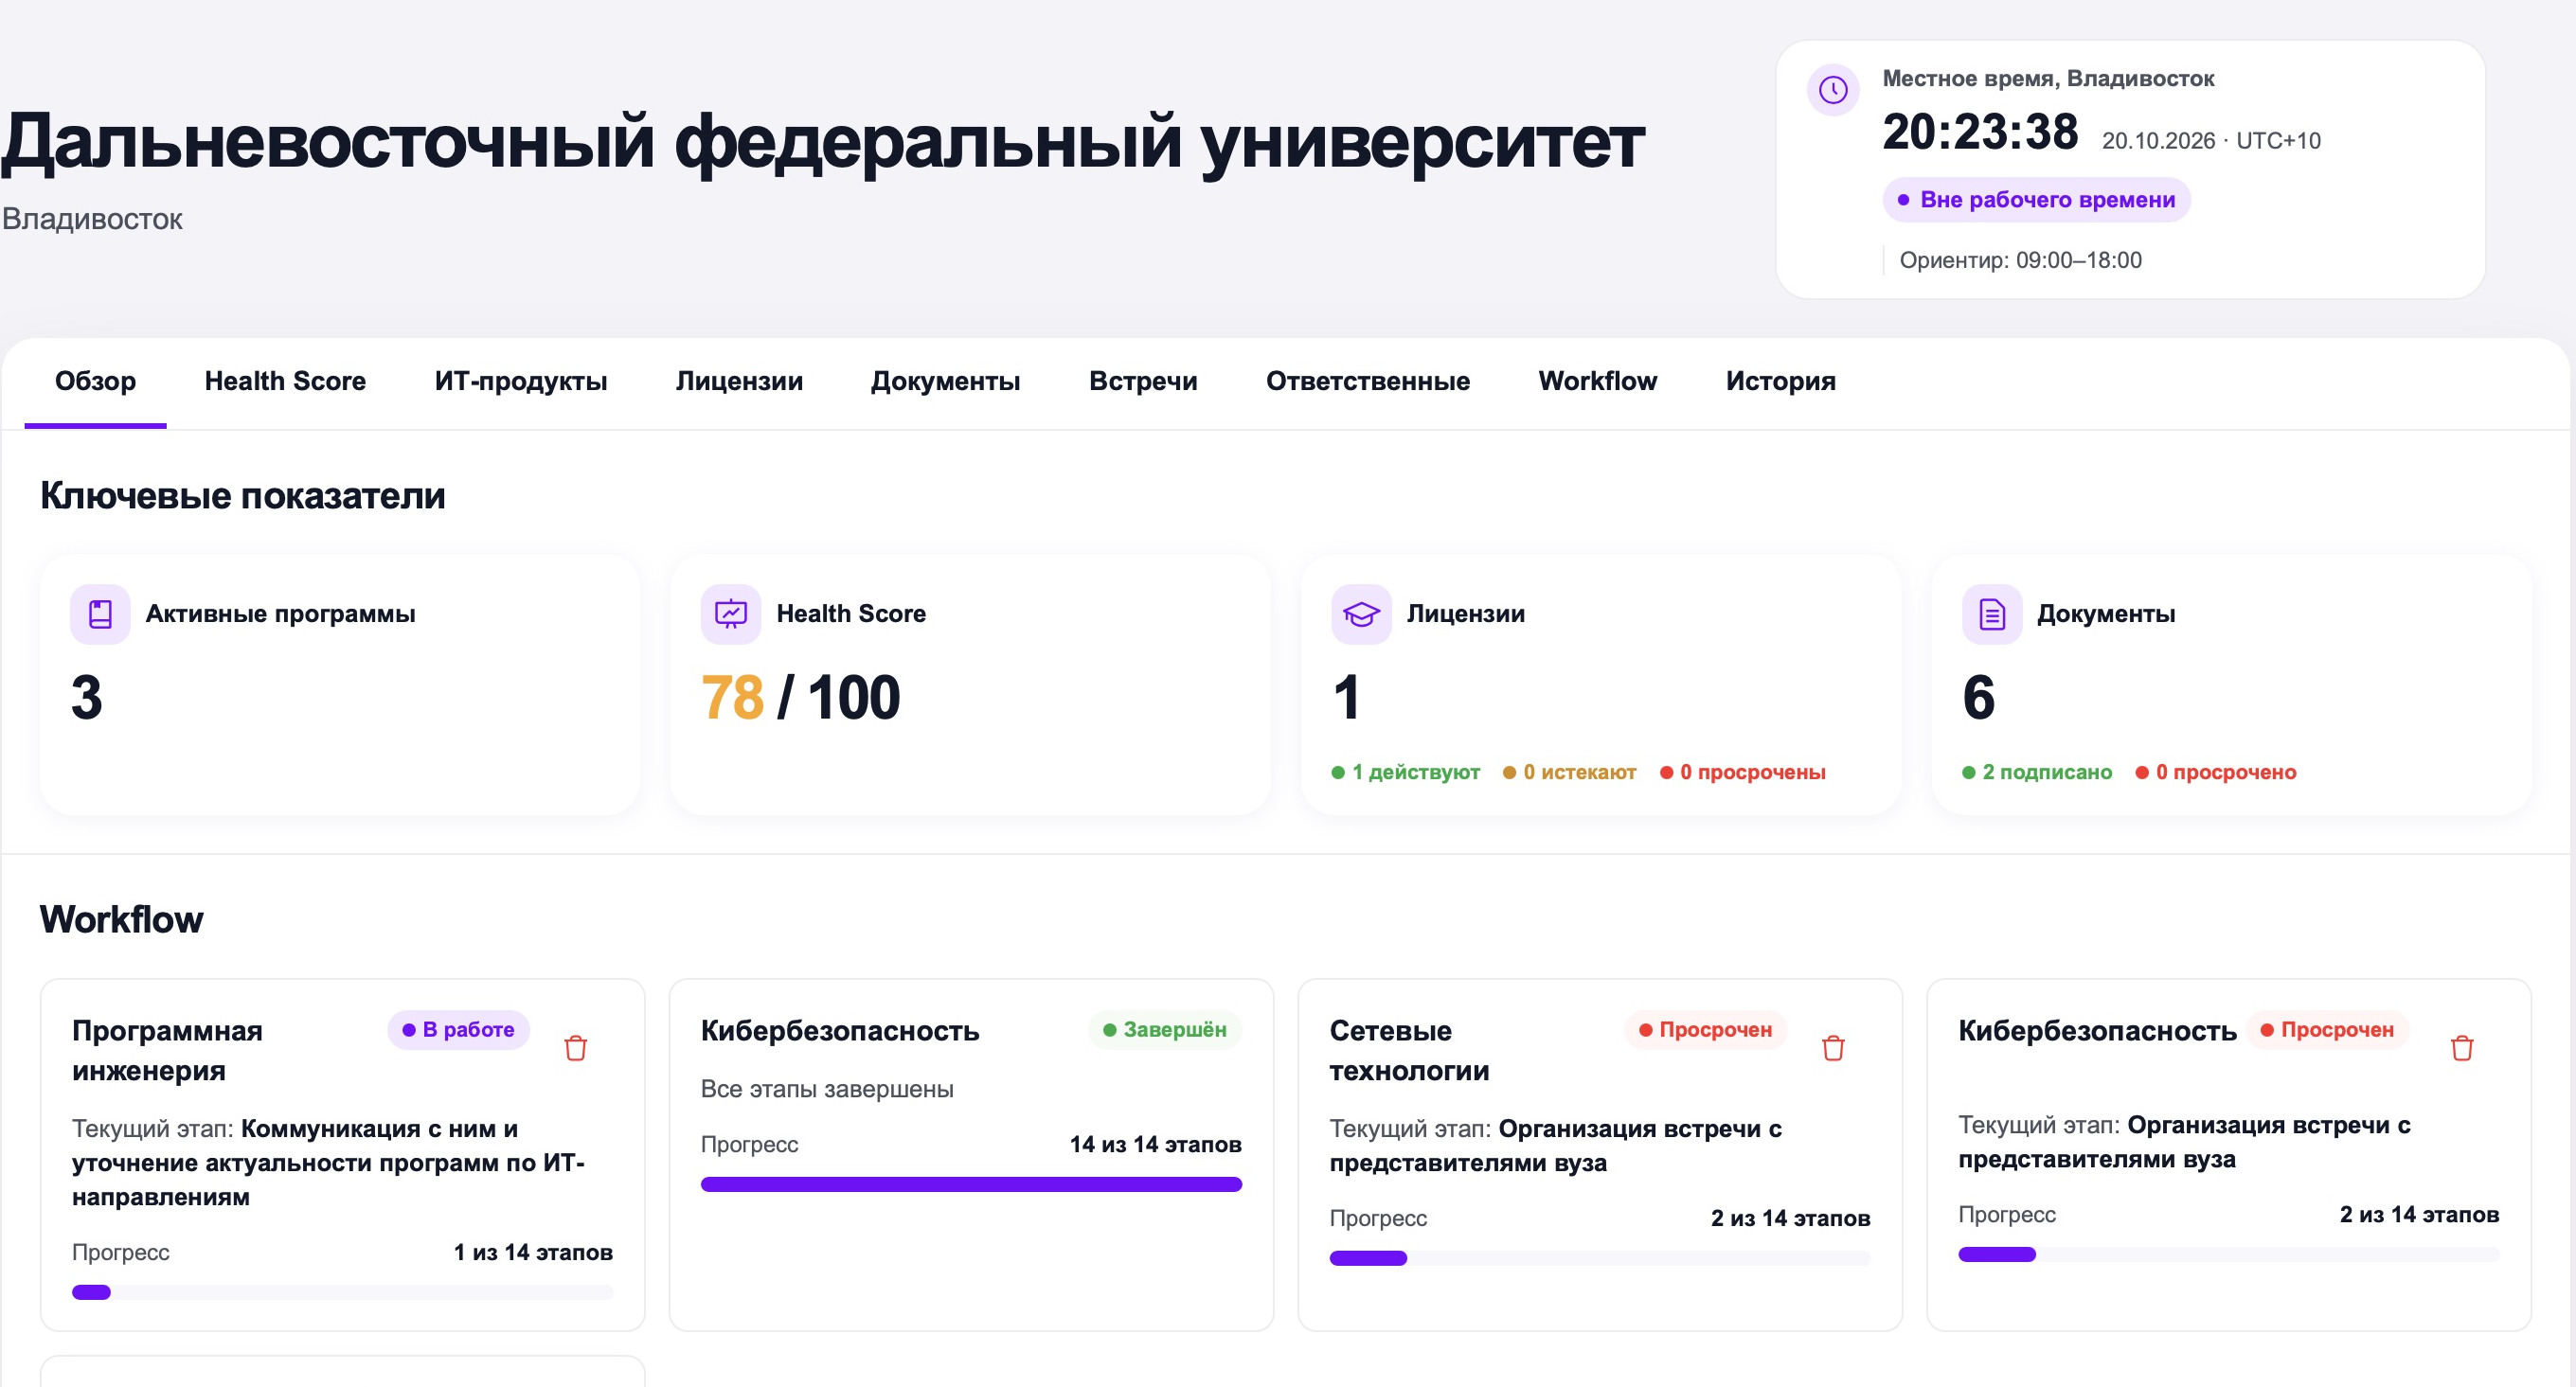 Дальневосточный федеральный университет
Владивосток
Местное время, Владивосток
20:23:38 20.10.2026 · UTC+10
Вне рабочего времени
Ориентир: 09:00–18:00
Обзор Health Score ИТ-продукты Лицензии Документы Встречи Ответственные Workflow История
Ключевые показатели
Активные программы
3
Health Score
78 / 100
Лицензии
1
1 действуют 0 истекают 0 просрочены
Документы
6
2 подписано 0 просрочено
Workflow
Программная
инженерия
В работе
Текущий этап: Коммуникация с ним и
уточнение актуальности программ по ИТ-
направлениям
Прогресс 1 из 14 этапов
Кибербезопасность
Завершён
Все этапы завершены
Прогресс 14 из 14 этапов
Сетевые
технологии
Просрочен
Текущий этап: Организация встречи с
представителями вуза
Прогресс 2 из 14 этапов
Кибербезопасность
Просрочен
Текущий этап: Организация встречи с
представителями вуза
Прогресс 2 из 14 этапов